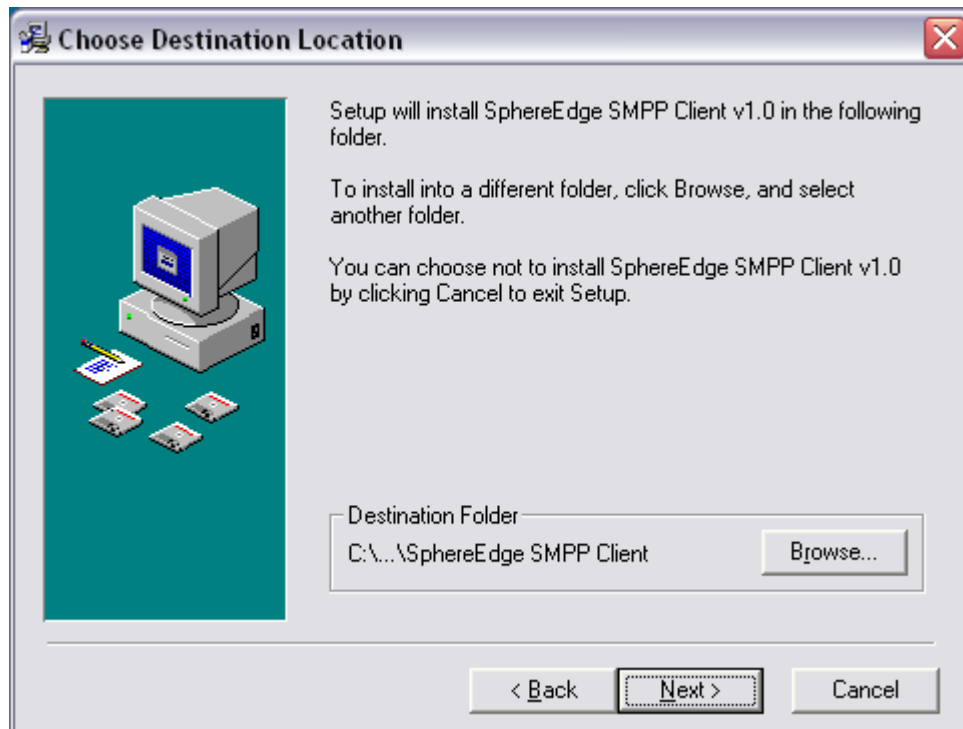 Choose Destination Location
Setup will install SphereEdge SMPP Client v1.0 in the following
folder.
To install into a different folder, click Browse, and select
another folder.
You can choose not to install SphereEdge SMPP Client v1.0
by clicking Cancel to exit Setup.
Destination Folder
C:\...\SphereEdge SMPP Client
Browse...
< Back
Next >
Cancel